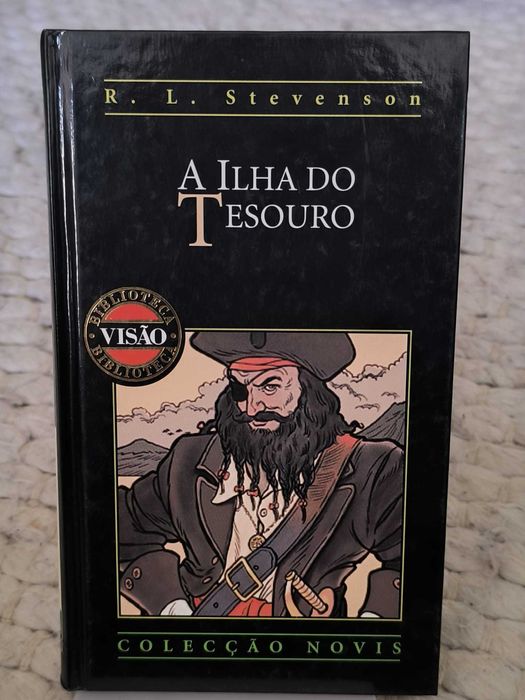 R. L. Stevenson
A ILHA DO
TESOURO
BIBLIOTECA
VISÃO
BIBLIOTECA
COLECÇÃO NOVIS